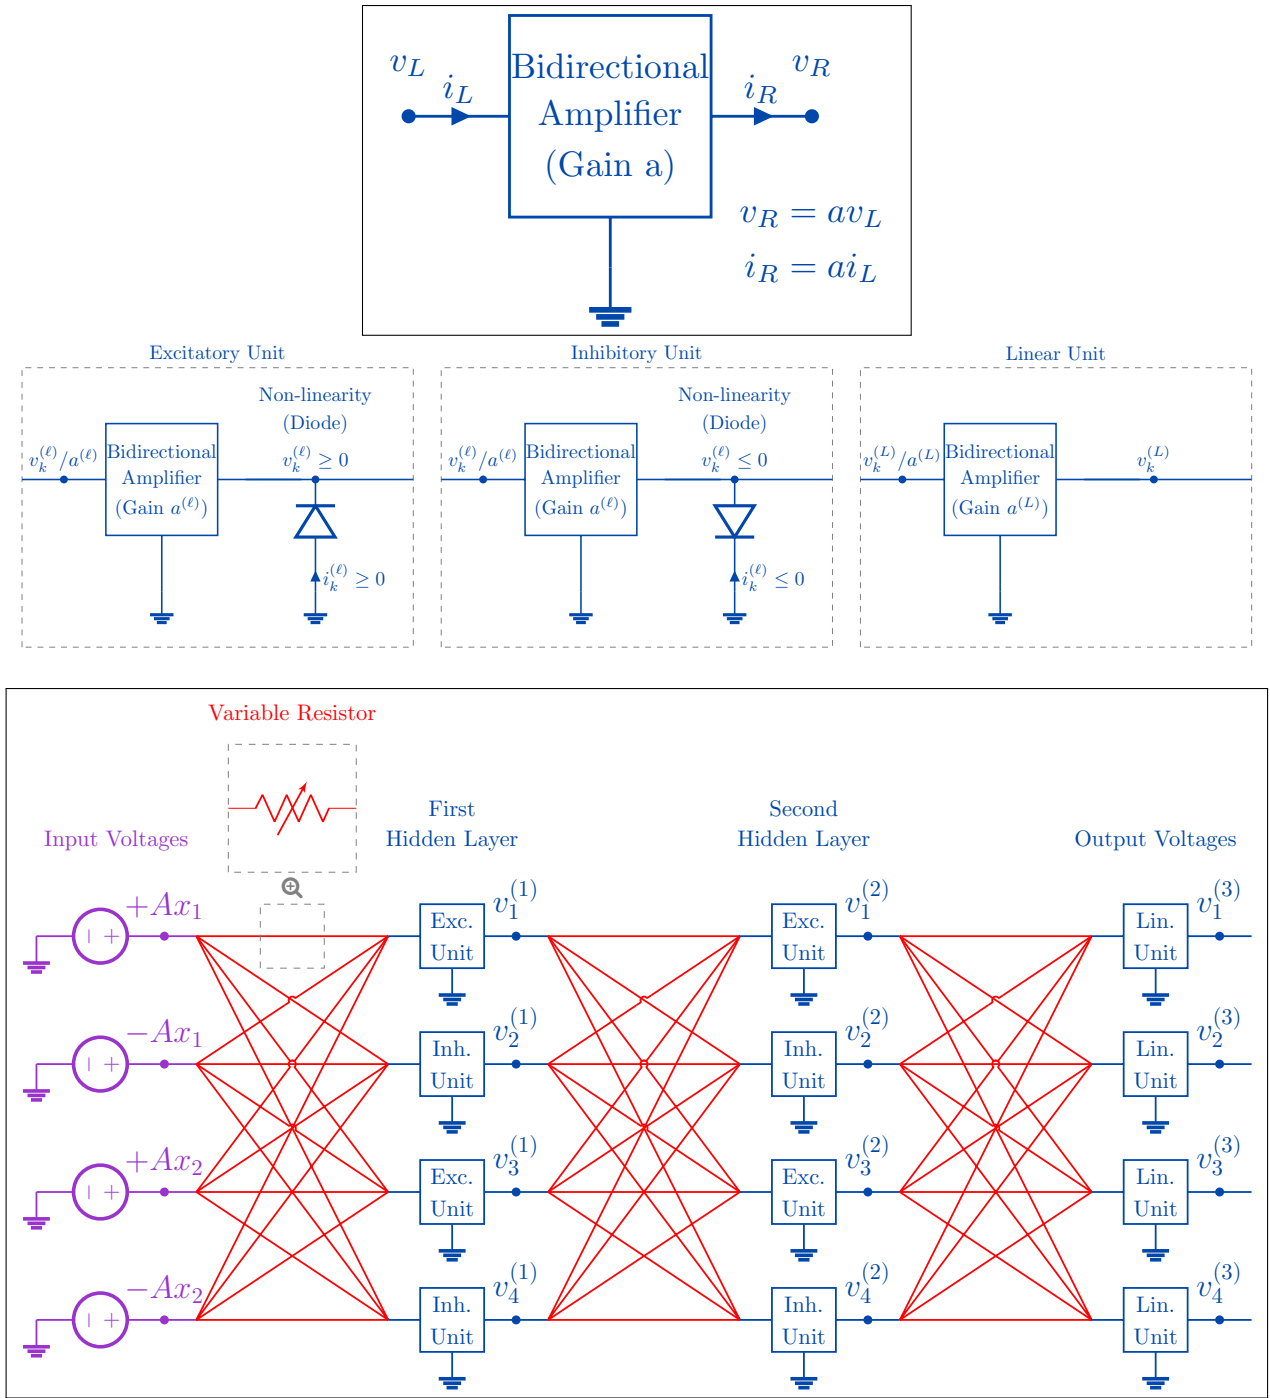 v_L
i_L
Bidirectional
Amplifier
(Gain a)
i_R
v_R
v_R = av_L
i_R = ai_L
Excitatory Unit
v_k^{(ℓ)}/a^{(ℓ)}
Bidirectional
Amplifier
(Gain a^{(ℓ)})
Non-linearity
(Diode)
v_k^{(ℓ)} ≥ 0
i_k^{(ℓ)} ≥ 0
Inhibitory Unit
v_k^{(ℓ)}/a^{(ℓ)}
Bidirectional
Amplifier
(Gain a^{(ℓ)})
Non-linearity
(Diode)
v_k^{(ℓ)} ≤ 0
i_k^{(ℓ)} ≤ 0
Linear Unit
v_k^{(L)}/a^{(L)}
Bidirectional
Amplifier
(Gain a^{(L)})
v_k^{(L)}
Variable Resistor
Input Voltages
First
Hidden Layer
Second
Hidden Layer
Output Voltages
+Ax_1
Exc.
Unit
v_1^{(1)}
Exc.
Unit
v_1^{(2)}
Lin.
Unit
v_1^{(3)}
−Ax_1
Inh.
Unit
v_2^{(1)}
Inh.
Unit
v_2^{(2)}
Lin.
Unit
v_2^{(3)}
+Ax_2
Exc.
Unit
v_3^{(1)}
Exc.
Unit
v_3^{(2)}
Lin.
Unit
v_3^{(3)}
−Ax_2
Inh.
Unit
v_4^{(1)}
Inh.
Unit
v_4^{(2)}
Lin.
Unit
v_4^{(3)}